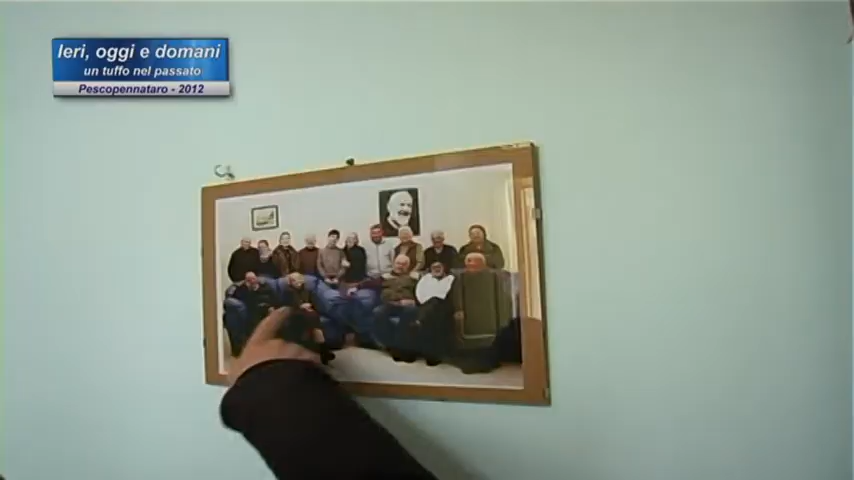 Ieri, oggi e domani
un tuffo nel passato
Pescopennataro - 2012